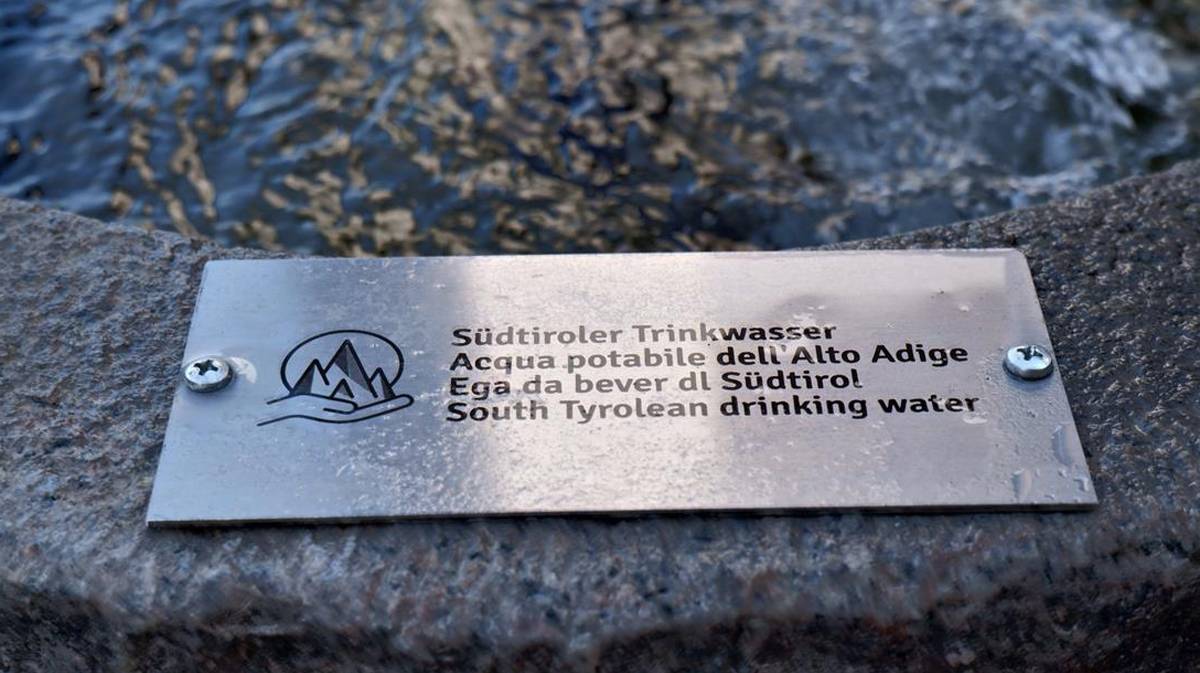 Südtiroler Trinkwasser
Acqua potabile dell'Alto Adige
Ega da bever dl Südtirol
South Tyrolean drinking water